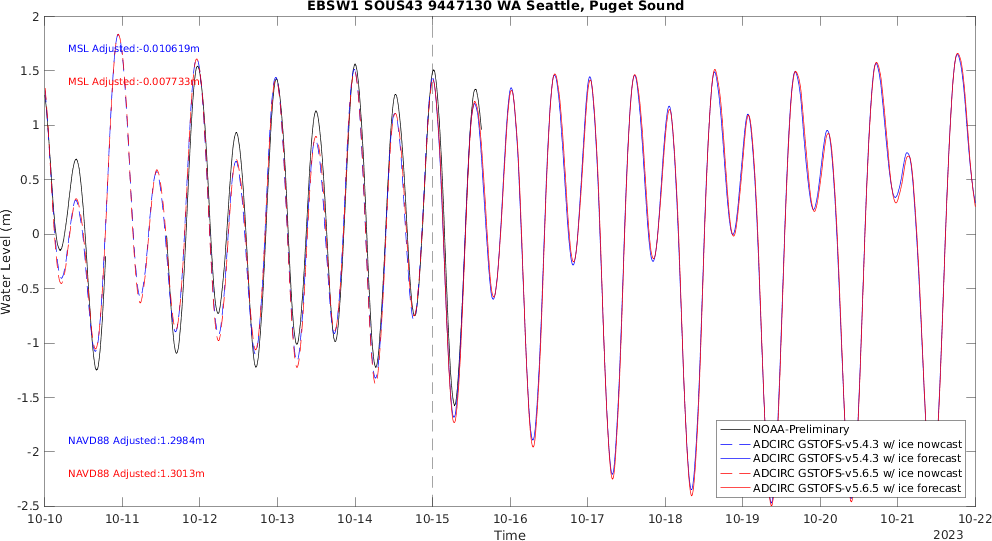 EBSW1 SOUS43 9447130 WA Seattle, Puget Sound
2
1.5
1
0.5
0
-0.5
-1
-1.5
-2
-2.5
Water Level (m)
MSL Adjusted:-0.010619m
MSL Adjusted:-0.007733m
NAVD88 Adjusted:1.2984m
NAVD88 Adjusted:1.3013m
NOAA-Preliminary
ADCIRC GSTOFS-v5.4.3 w/ ice nowcast
ADCIRC GSTOFS-v5.4.3 w/ ice forecast
ADCIRC GSTOFS-v5.6.5 w/ ice nowcast
ADCIRC GSTOFS-v5.6.5 w/ ice forecast
10-10 10-11 10-12 10-13 10-14 10-15 10-16 10-17 10-18 10-19 10-20 10-21 10-22
Time
2023